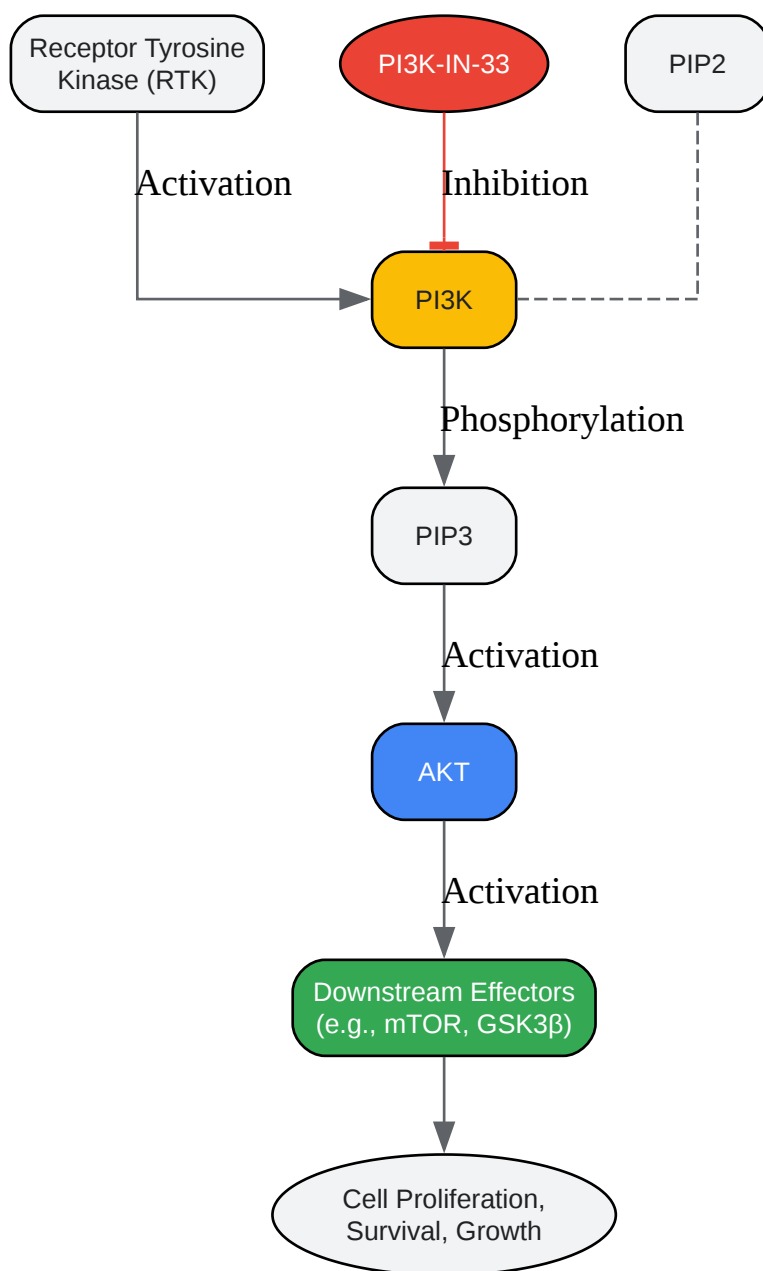 Receptor Tyrosine
Kinase (RTK)
PI3K-IN-33
PIP2
Activation
Inhibition
PI3K
Phosphorylation
PIP3
Activation
AKT
Activation
Downstream Effectors
(e.g., mTOR, GSK3β)
Cell Proliferation,
Survival, Growth